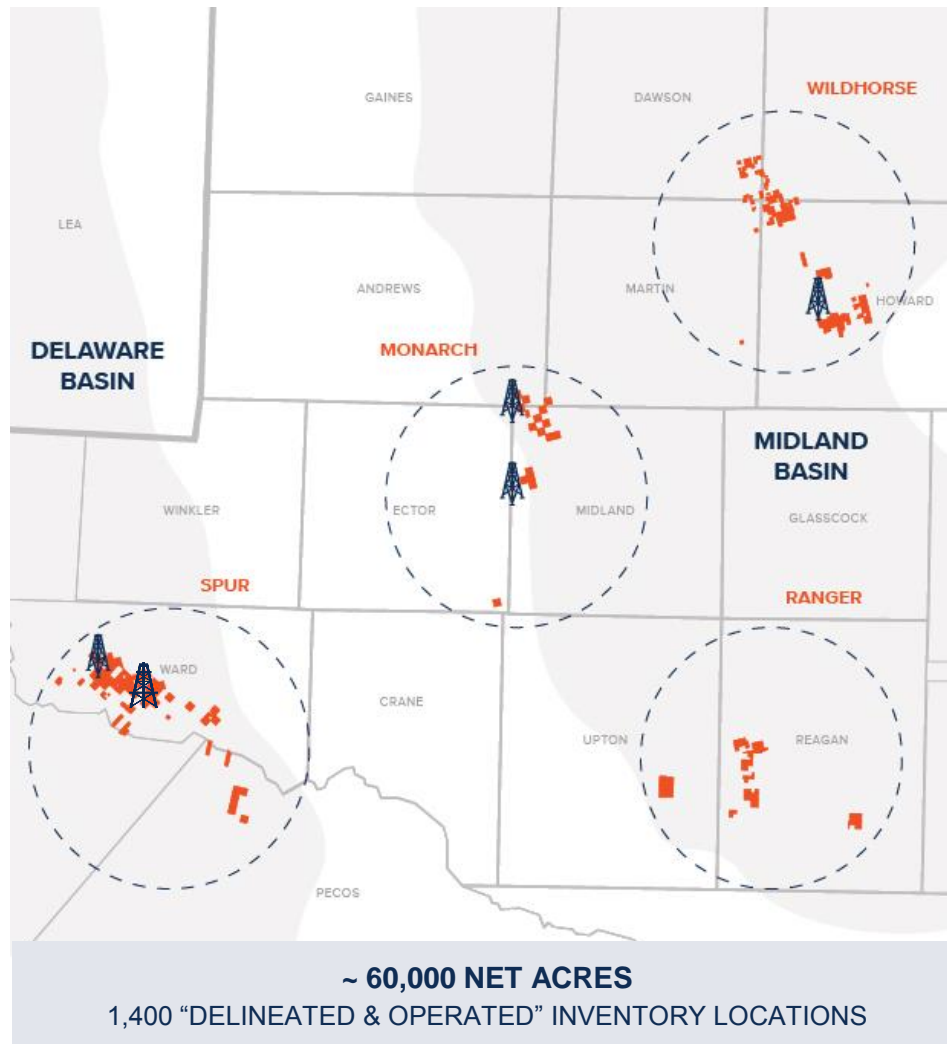 GAINES
DAWSON
WILDHORSE
LEA
ANDREWS
MARTIN
HOWARD
DELAWARE
BASIN
MONARCH
MIDLAND
BASIN
WINKLER
ECTOR
MIDLAND
GLASSCOCK
SPUR
RANGER
WARD
CRANE
UPTON
REAGAN
PECOS
~ 60,000 NET ACRES
1,400 “DELINEATED & OPERATED” INVENTORY LOCATIONS